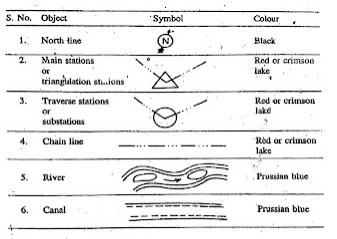 S. No. Object Symbol Colour
1. North line N Black
2. Main stations Red or crimson
or lake
triangulation stations
3. Traverse stations Red or crimson
or lake
substations
4. Chain line Red or crimson
lake
5. River Prussian blue
6. Canal Prussian blue